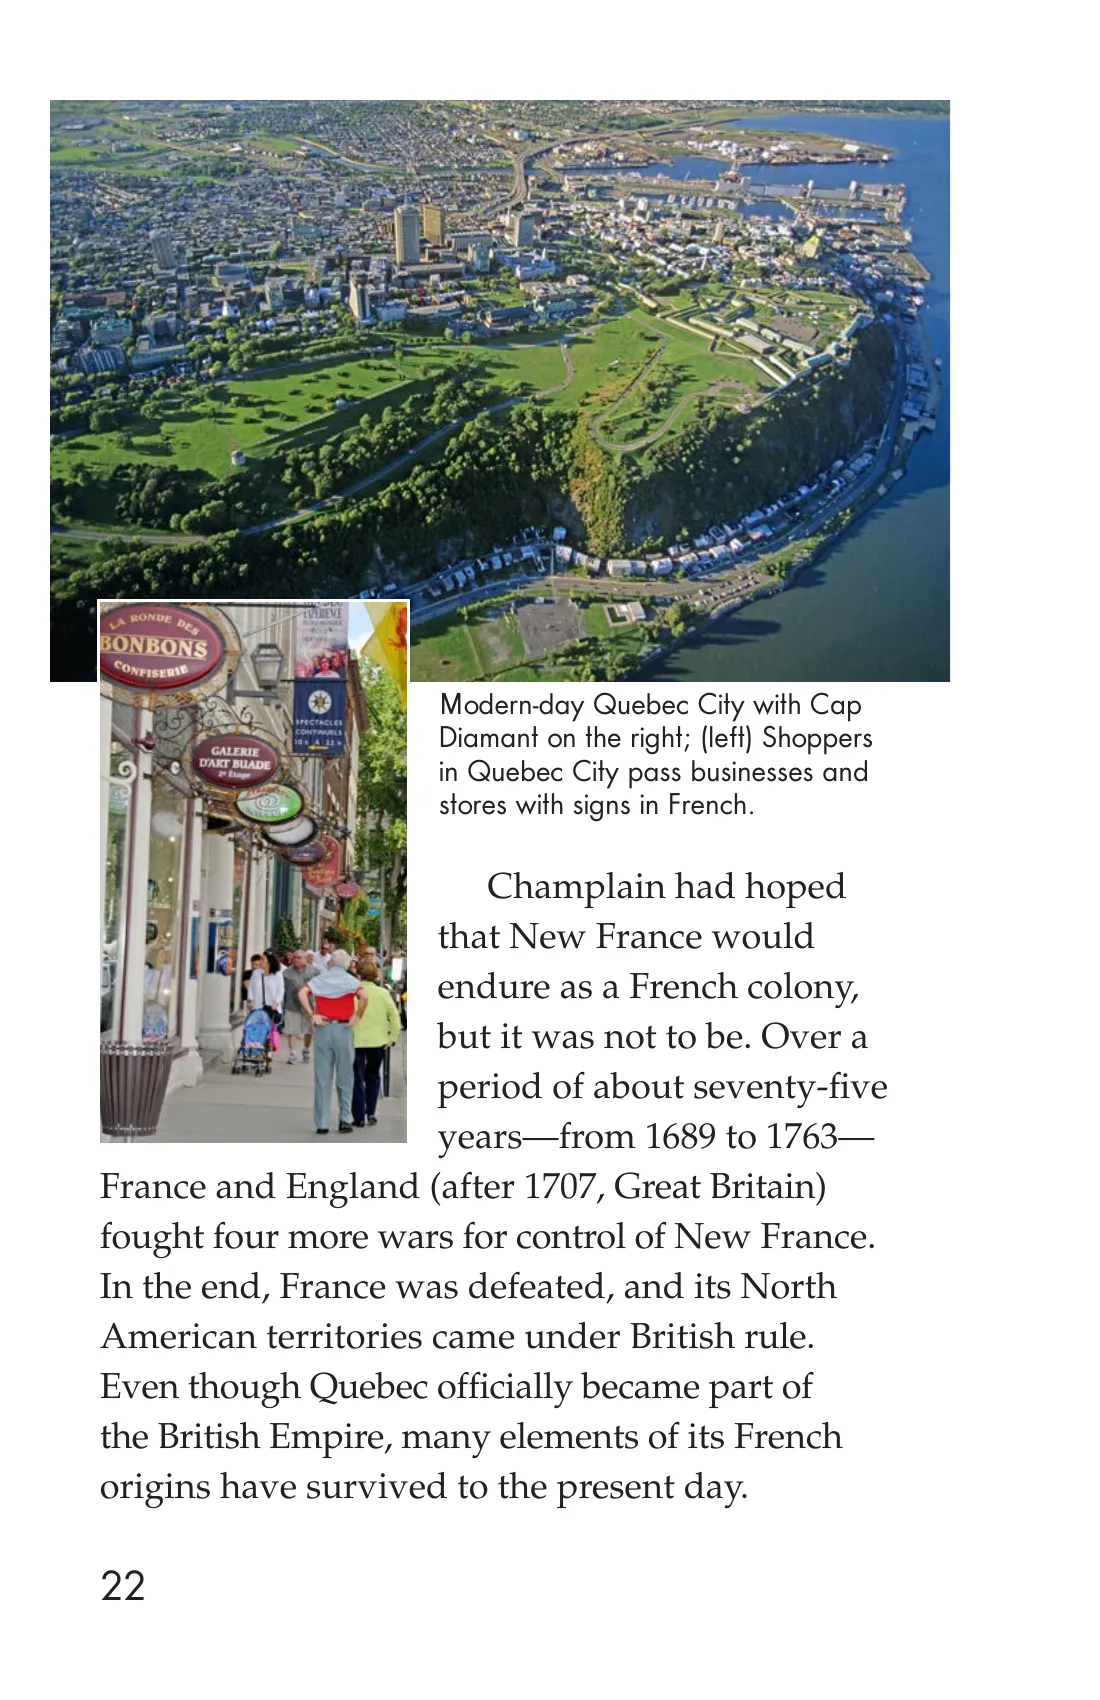 LA RONDE DES
BONBONS
CONFISERIE
EXPERIENCE
SPECTACLES
CONTINUELS
10 h À 22 h
GALERIE
D'ART BUADE
2e Étage
Modern-day Quebec City with Cap
Diamant on the right; (left) Shoppers
in Quebec City pass businesses and
stores with signs in French.
Champlain had hoped
that New France would
endure as a French colony,
but it was not to be. Over a
period of about seventy-five
years—from 1689 to 1763—
France and England (after 1707, Great Britain)
fought four more wars for control of New France.
In the end, France was defeated, and its North
American territories came under British rule.
Even though Quebec officially became part of
the British Empire, many elements of its French
origins have survived to the present day.
22